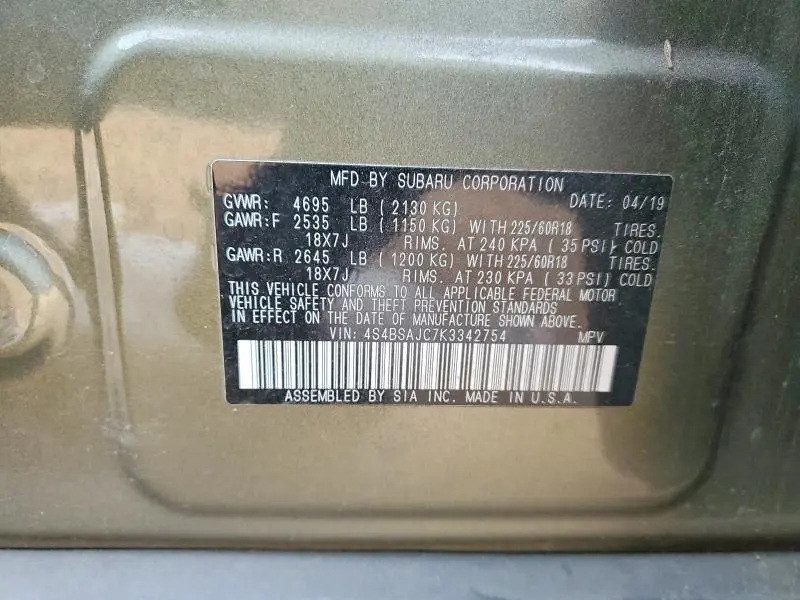 MFD BY SUBARU CORPORATION
GVWR: 4695 LB ( 2130 KG) DATE: 04/19
GAWR:F 2535 LB ( 1150 KG) WITH 225/60R18 TIRES.
18X7J RIMS. AT 240 KPA ( 35 PSI) COLD
GAWR:R 2645 LB ( 1200 KG) WITH 225/60R18 TIRES.
18X7J RIMS. AT 230 KPA ( 33 PSI) COLD
THIS VEHICLE CONFORMS TO ALL APPLICABLE FEDERAL MOTOR
VEHICLE SAFETY AND THEFT PREVENTION STANDARDS
IN EFFECT ON THE DATE OF MANUFACTURE SHOWN ABOVE.
VIN: 4S4BSAJC7K3342754 MPV
ASSEMBLED BY SIA INC. MADE IN U.S.A.